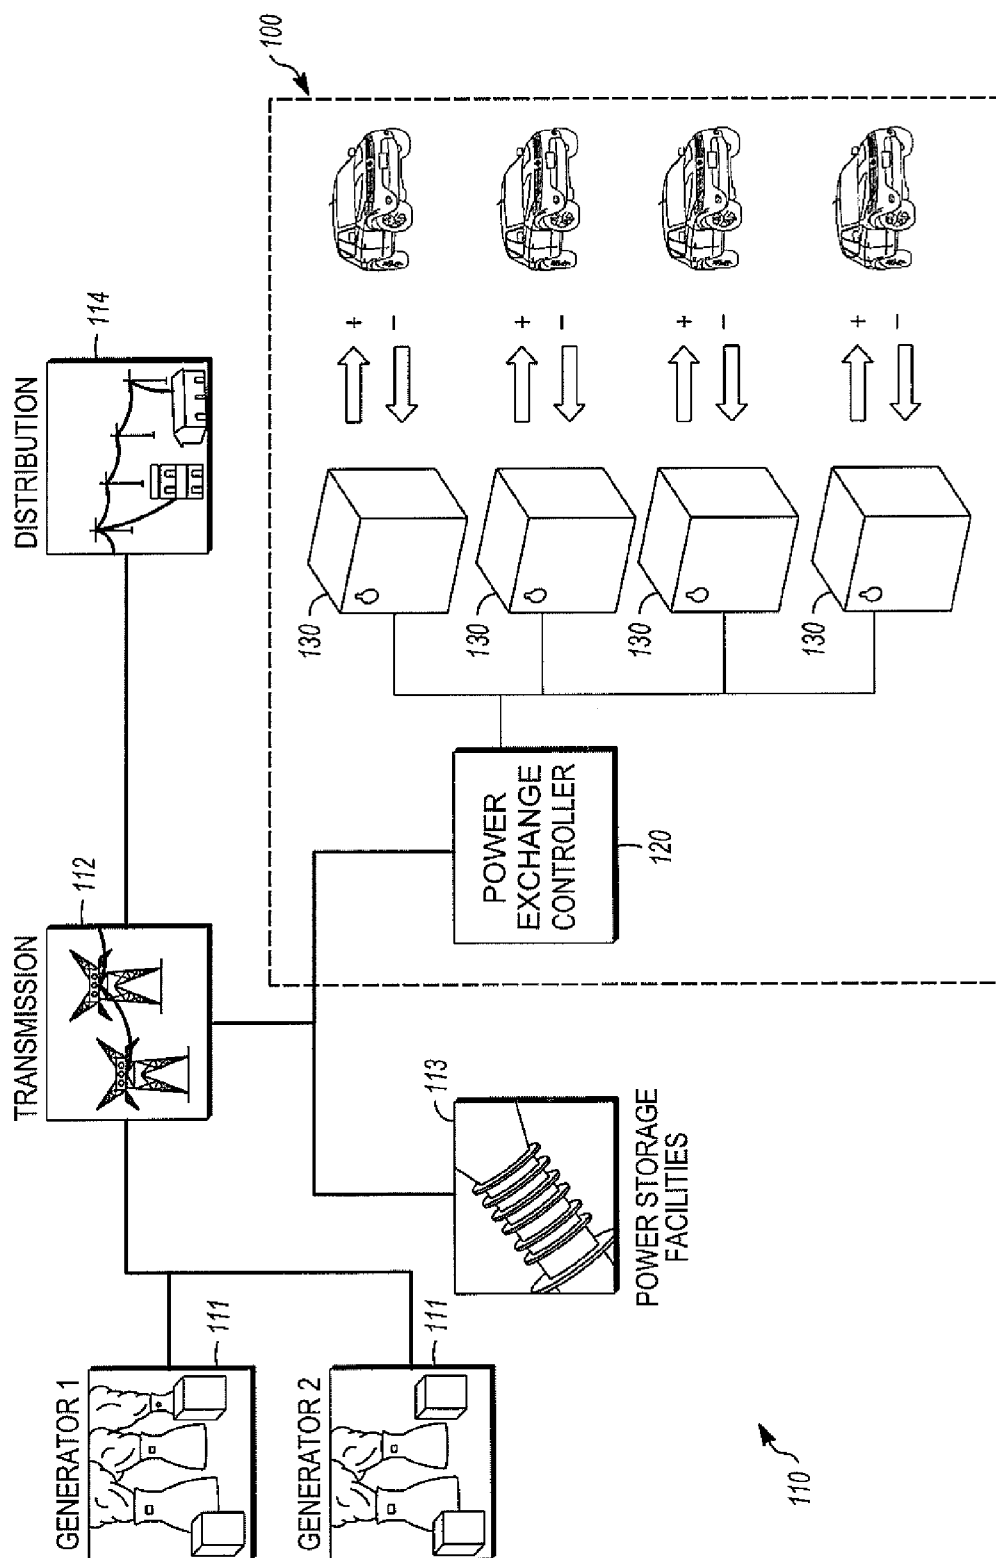 GENERATOR 1
111
GENERATOR 2
111
TRANSMISSION
112
DISTRIBUTION
114
113
POWER STORAGE
FACILITIES
POWER
EXCHANGE
CONTROLLER
120
100
130
+
−
130
+
−
130
+
−
130
+
−
110